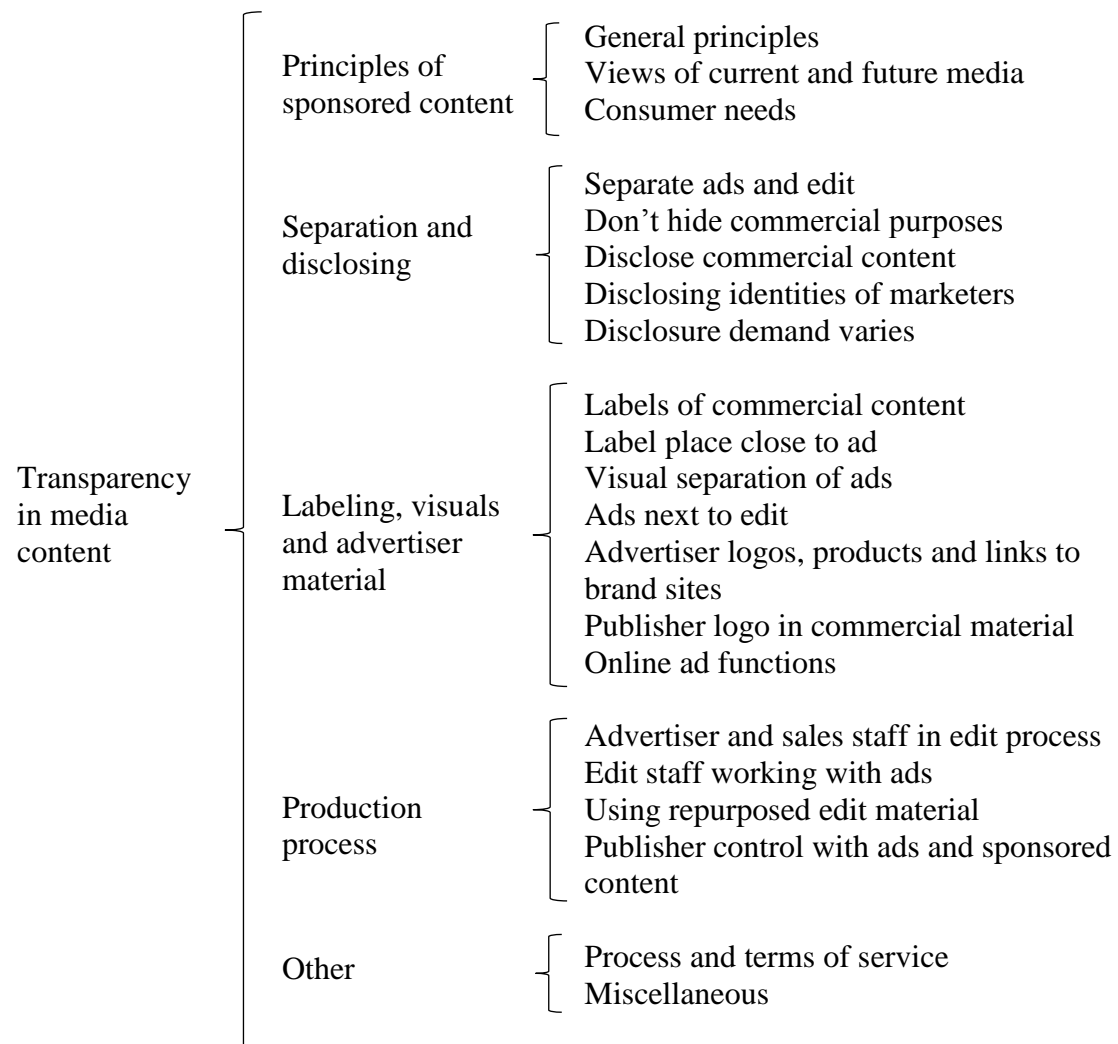 Transparency
in media
content
Principles of
sponsored content
General principles
Views of current and future media
Consumer needs
Separation and
disclosing
Separate ads and edit
Don’t hide commercial purposes
Disclose commercial content
Disclosing identities of marketers
Disclosure demand varies
Labeling, visuals
and advertiser
material
Labels of commercial content
Label place close to ad
Visual separation of ads
Ads next to edit
Advertiser logos, products and links to
brand sites
Publisher logo in commercial material
Online ad functions
Production
process
Advertiser and sales staff in edit process
Edit staff working with ads
Using repurposed edit material
Publisher control with ads and sponsored
content
Other
Process and terms of service
Miscellaneous